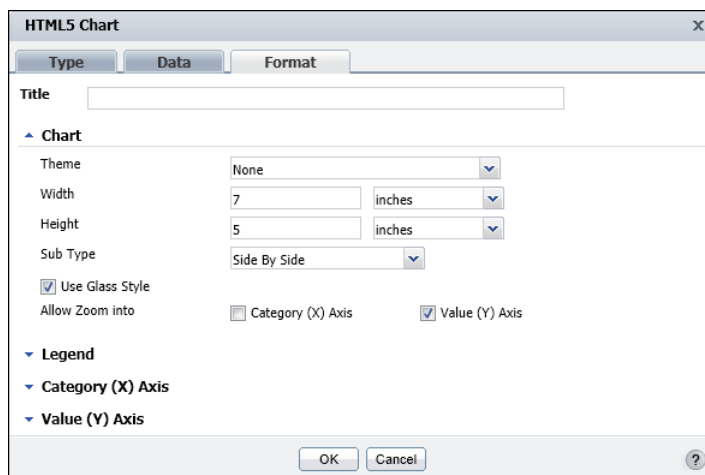 HTML5 Chart x
Type Data Format
Title
Chart
Theme None
Width 7 inches
Height 5 inches
Sub Type Side By Side
Use Glass Style
Allow Zoom into Category (X) Axis Value (Y) Axis
Legend
Category (X) Axis
Value (Y) Axis
OK Cancel ?